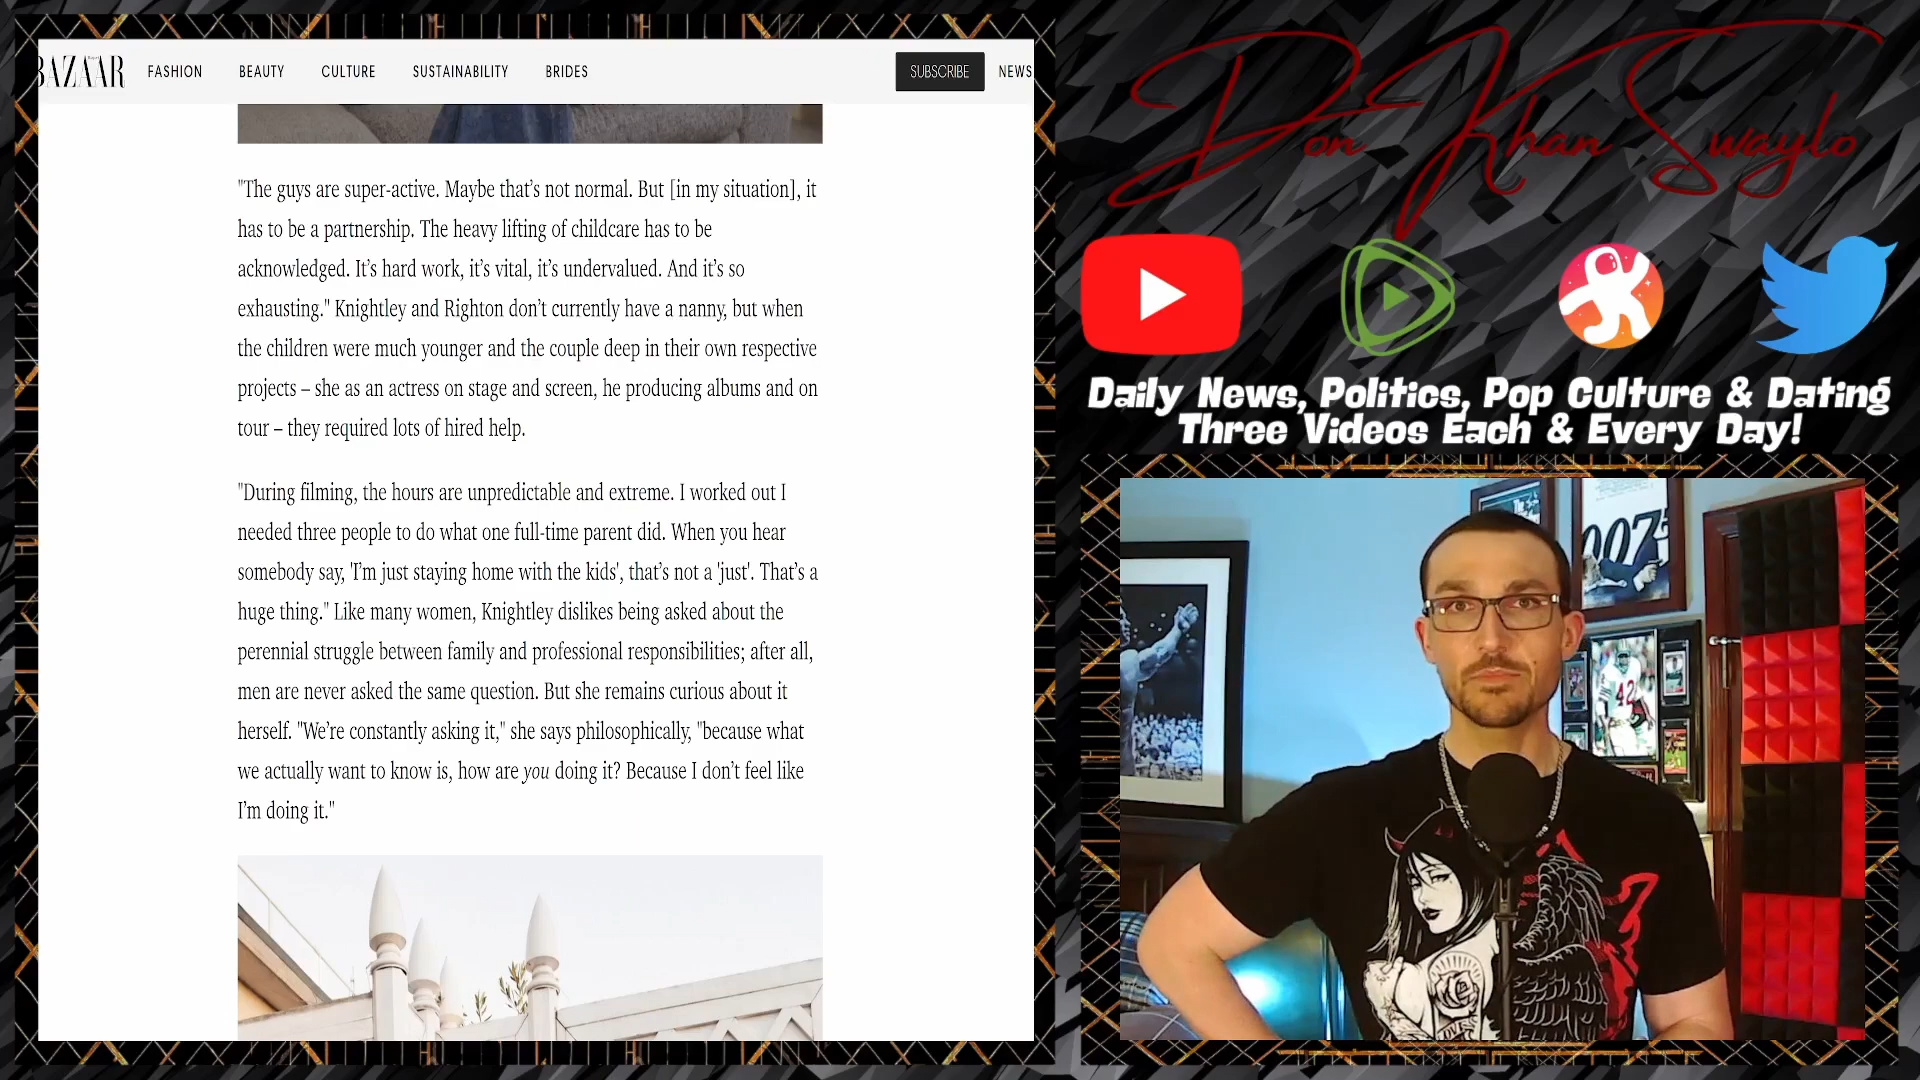 BAZAAR FASHION BEAUTY CULTURE SUSTAINABILITY BRIDES SUBSCRIBE NEWS
"The guys are super-active. Maybe that’s not normal. But [in my situation], it
has to be a partnership. The heavy lifting of childcare has to be
acknowledged. It’s hard work, it’s vital, it’s undervalued. And it’s so
exhausting." Knightley and Righton don’t currently have a nanny, but when
the children were much younger and the couple deep in their own respective
projects – she as an actress on stage and screen, he producing albums and on
tour – they required lots of hired help.
"During filming, the hours are unpredictable and extreme. I worked out I
needed three people to do what one full-time parent did. When you hear
somebody say, 'I’m just staying home with the kids', that’s not a 'just'. That’s a
huge thing." Like many women, Knightley dislikes being asked about the
perennial struggle between family and professional responsibilities; after all,
men are never asked the same question. But she remains curious about it
herself. "We’re constantly asking it," she says philosophically, "because what
we actually want to know is, how are you doing it? Because I don’t feel like
I’m doing it."
Don Khan Swaylo
Daily News, Politics, Pop Culture & Dating
Three Videos Each & Every Day!
007
42